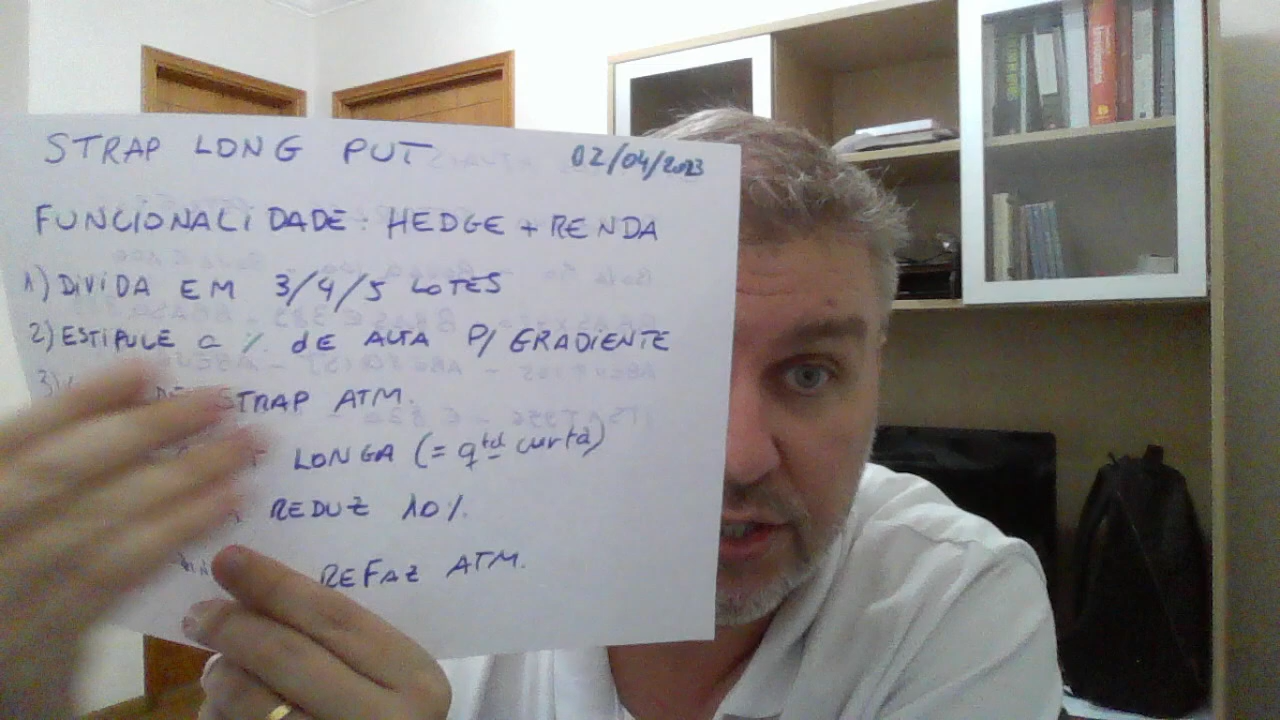 STRAP LONG PUT 02/04/2023
FUNCIONALIDADE: HEDGE + RENDA
1) DIVIDA EM 3/4/5 LOTES
2) ESTIPULE a % dE ALTA P/ GRADIENTE
3) STRAP ATM.
LONGA (= qtd curta)
REDUZ 10%.
REFAZ ATM.